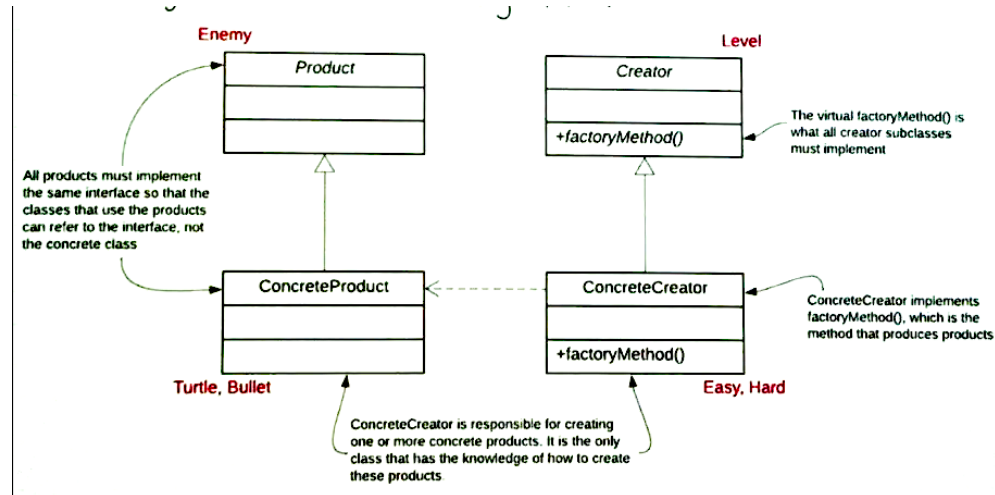 Enemy
Product
Level
Creator
+factoryMethod()
The virtual factoryMethod() is
what all creator subclasses
must implement
All products must implement
the same interface so that the
classes that use the products
can refer to the interface, not
the concrete class
ConcreteProduct
Turtle, Bullet
ConcreteCreator
+factoryMethod()
Easy, Hard
ConcreteCreator implements
factoryMethod(), which is the
method that produces products
ConcreteCreator is responsible for creating
one or more concrete products. It is the only
class that has the knowledge of how to create
these products